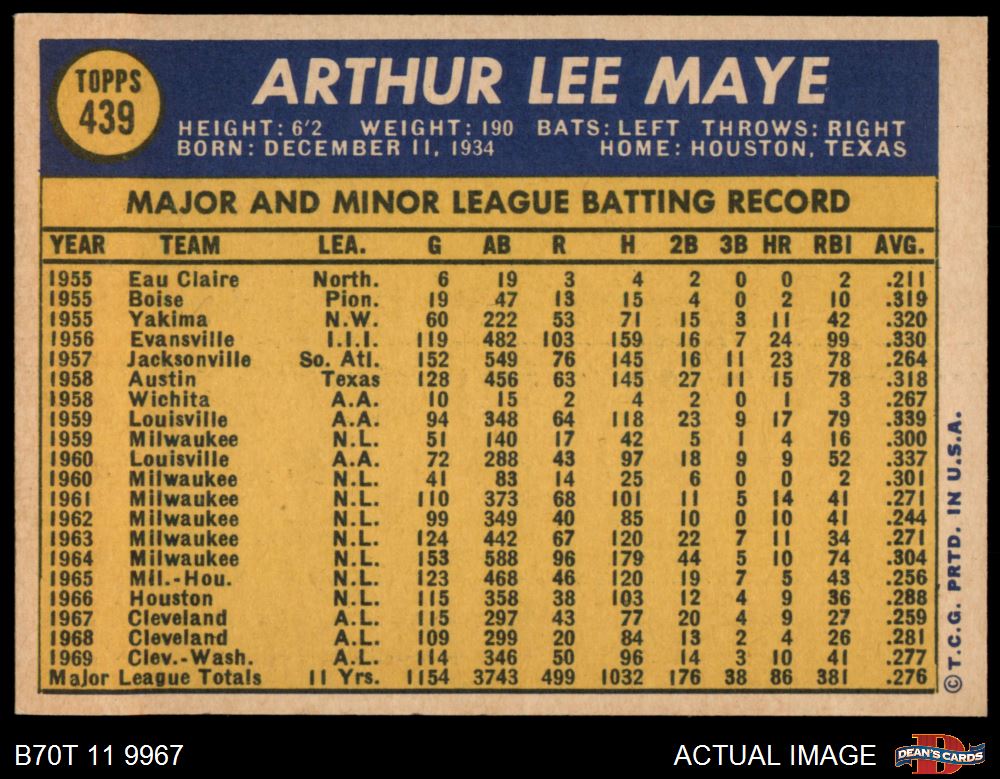 TOPPS
439
ARTHUR LEE MAYE
HEIGHT: 6'2 WEIGHT: 190 BATS: LEFT THROWS: RIGHT
BORN: DECEMBER 11, 1934 HOME: HOUSTON, TEXAS
MAJOR AND MINOR LEAGUE BATTING RECORD
YEAR TEAM LEA. G AB R H 2B 3B HR RBI AVG.
1955 Eau Claire North. 6 19 3 4 2 0 0 2 .211
1955 Boise Pion. 19 47 13 15 4 0 2 10 .319
1955 Yakima N.W. 60 222 53 71 15 3 11 42 .320
1956 Evansville I.I.I. 119 482 103 159 16 7 24 99 .330
1957 Jacksonville So. Atl. 152 549 76 145 16 11 23 78 .264
1958 Austin Texas 128 456 63 145 27 11 15 78 .318
1958 Wichita A.A. 10 15 2 4 2 0 1 3 .267
1959 Louisville A.A. 94 348 64 118 23 9 17 79 .339
1959 Milwaukee N.L. 51 140 17 42 5 1 4 16 .300
1960 Louisville A.A. 72 288 43 97 18 9 9 52 .337
1960 Milwaukee N.L. 41 83 14 25 6 0 0 2 .301
1961 Milwaukee N.L. 110 373 68 101 11 5 14 41 .271
1962 Milwaukee N.L. 99 349 40 85 10 0 10 41 .244
1963 Milwaukee N.L. 124 442 67 120 22 7 11 34 .271
1964 Milwaukee N.L. 153 588 96 179 44 5 10 74 .304
1965 Mil.-Hou. N.L. 123 468 46 120 19 7 5 43 .256
1966 Houston N.L. 115 358 38 103 12 4 9 36 .288
1967 Cleveland A.L. 115 297 43 77 20 4 9 27 .259
1968 Cleveland A.L. 109 299 20 84 13 2 4 26 .281
1969 Clev.-Wash. A.L. 114 346 50 96 14 3 10 41 .277
Major League Totals 11 Yrs. 1154 3743 499 1032 176 38 86 381 .276
©T.C.G. PRTD. IN U.S.A.
B70T 11 9967 ACTUAL IMAGE
D
DEAN'S CARDS